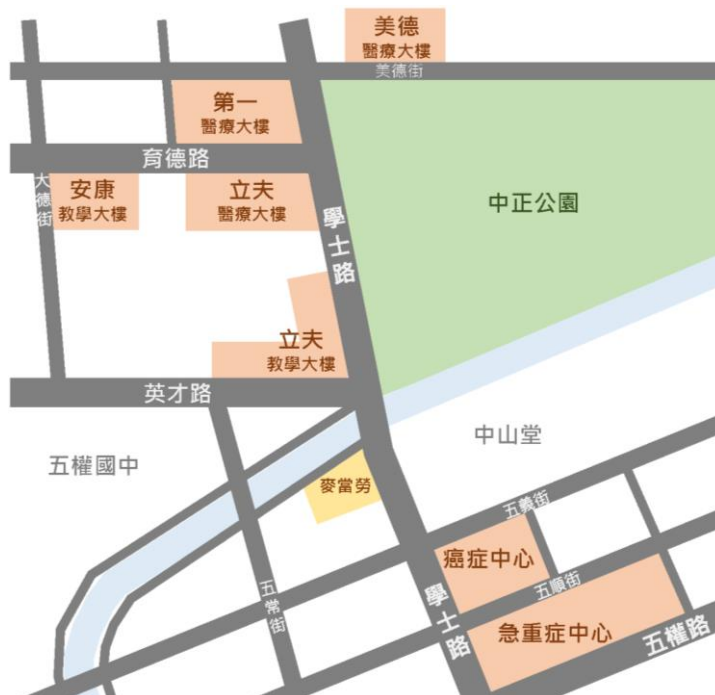 美德
醫療大樓
美德街
第一
醫療大樓
育德路
大德街
安康
教學大樓
立夫
醫療大樓
學士路
中正公園
立夫
教學大樓
英才路
中山堂
五權國中
麥當勞
五義街
癌症中心
五順街
五常街
學士路
急重症中心
五權路